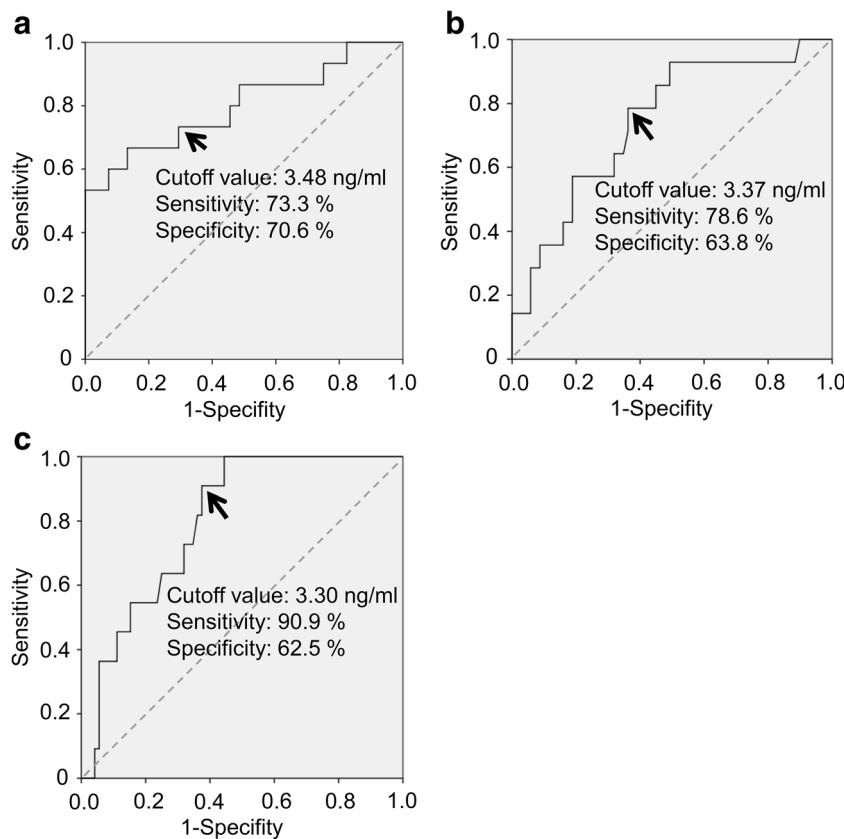 a
1.0
0.8
0.6
0.4
0.2
0
Sensitivity
Cutoff value: 3.48 ng/ml
Sensitivity: 73.3 %
Specificity: 70.6 %
0.0 0.2 0.4 0.6 0.8 1.0
1-Specifity
b
1.0
0.8
0.6
0.4
0.2
0
Sensitivity
Cutoff value: 3.37 ng/ml
Sensitivity: 78.6 %
Specificity: 63.8 %
0.0 0.2 0.4 0.6 0.8 1.0
1-Specifity
c
1.0
0.8
0.6
0.4
0.2
0
Sensitivity
Cutoff value: 3.30 ng/ml
Sensitivity: 90.9 %
Specificity: 62.5 %
0.0 0.2 0.4 0.6 0.8 1.0
1-Specifity